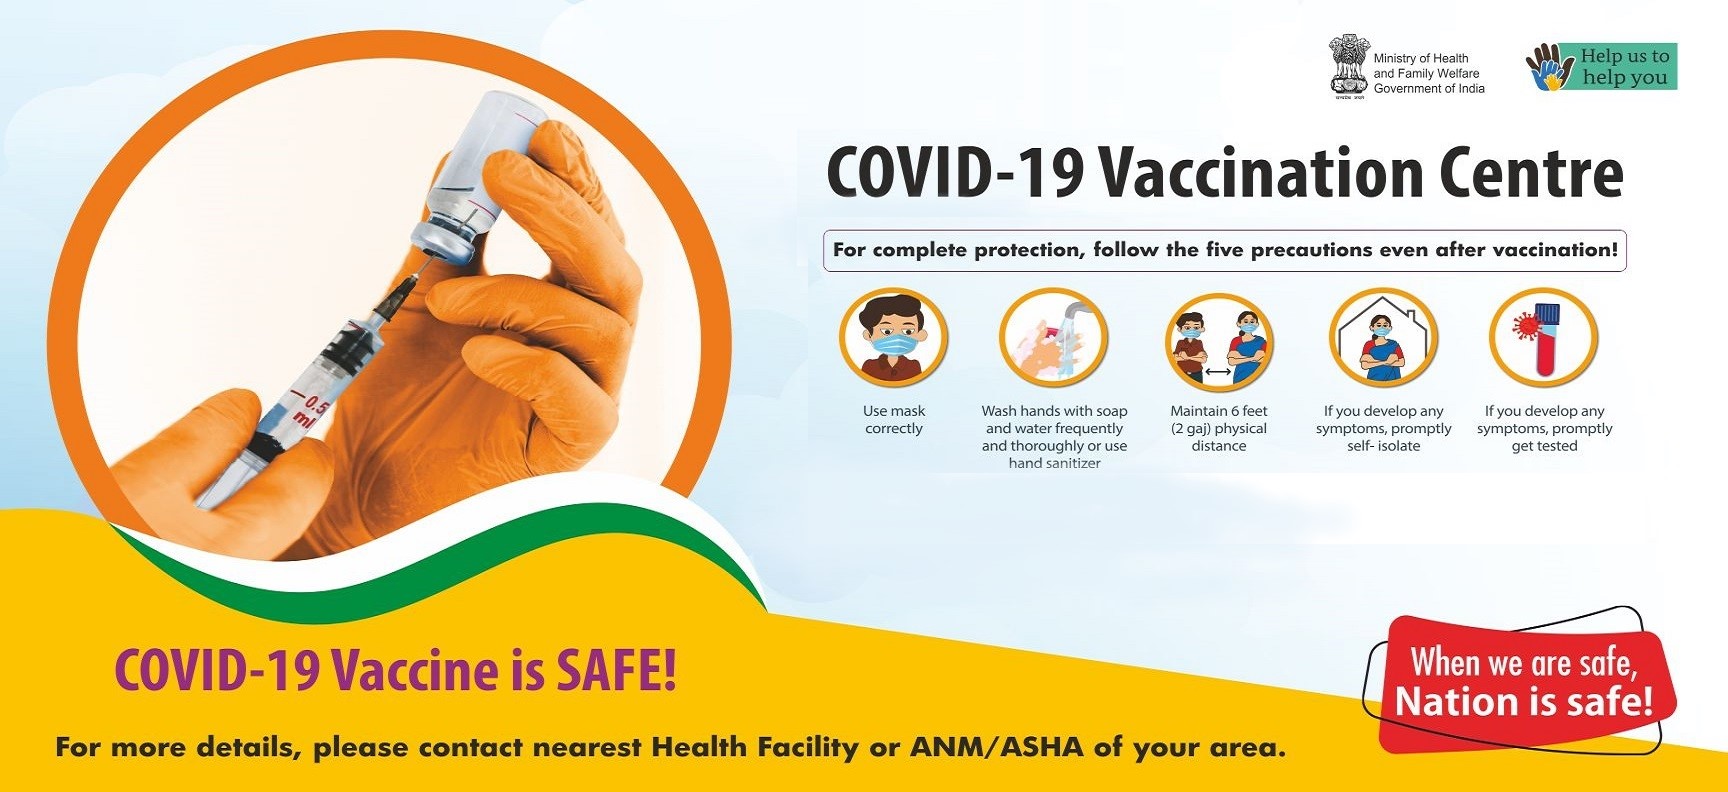 Ministry of Health
and Family Welfare
Government of India
Help us to
help you
COVID-19 Vaccination Centre
For complete protection, follow the five precautions even after vaccination!
Use mask
correctly
Wash hands with soap
and water frequently
and thoroughly or use
hand sanitizer
Maintain 6 feet
(2 gaj) physical
distance
If you develop any
symptoms, promptly
self- isolate
If you develop any
symptoms, promptly
get tested
0.5
ml
COVID-19 Vaccine is SAFE!
For more details, please contact nearest Health Facility or ANM/ASHA of your area.
When we are safe,
Nation is safe!